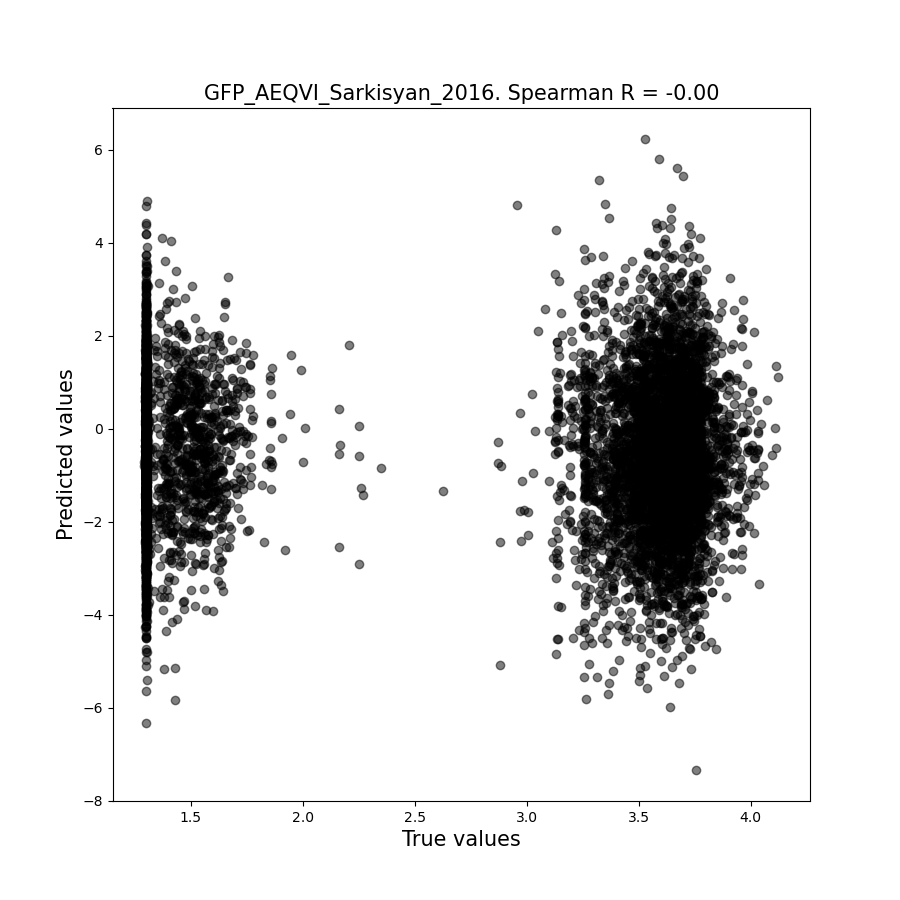 GFP_AEQVI_Sarkisyan_2016. Spearman R = -0.00
6
4
2
0
−2
−4
−6
−8
Predicted values
1.5 2.0 2.5 3.0 3.5 4.0
True values